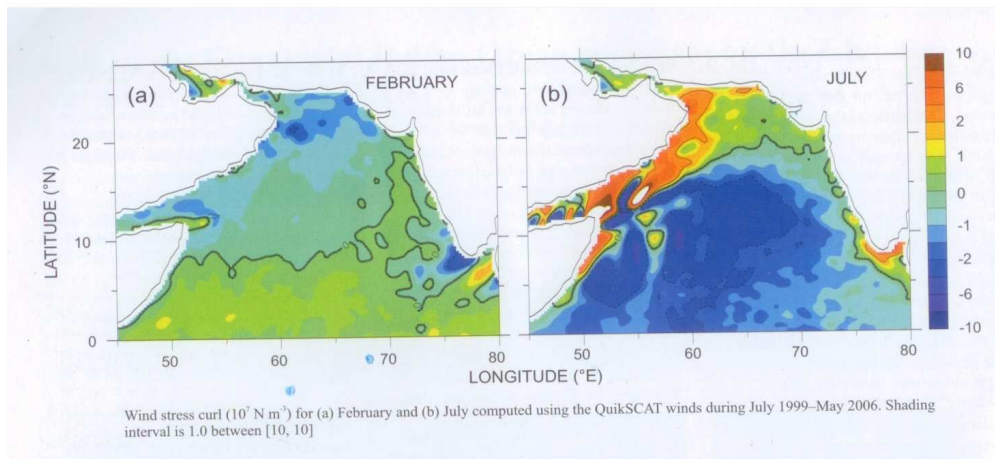 (a)
FEBRUARY
(b)
JULY
10
6
2
1
0
-1
-2
-6
-10
LATITUDE (°N)
20
10
0
50
60
70
80
50
60
70
80
LONGITUDE (°E)
Wind stress curl (10⁷ N m⁻³) for (a) February and (b) July computed using the QuikSCAT winds during July 1999–May 2006. Shading
interval is 1.0 between [10, 10]